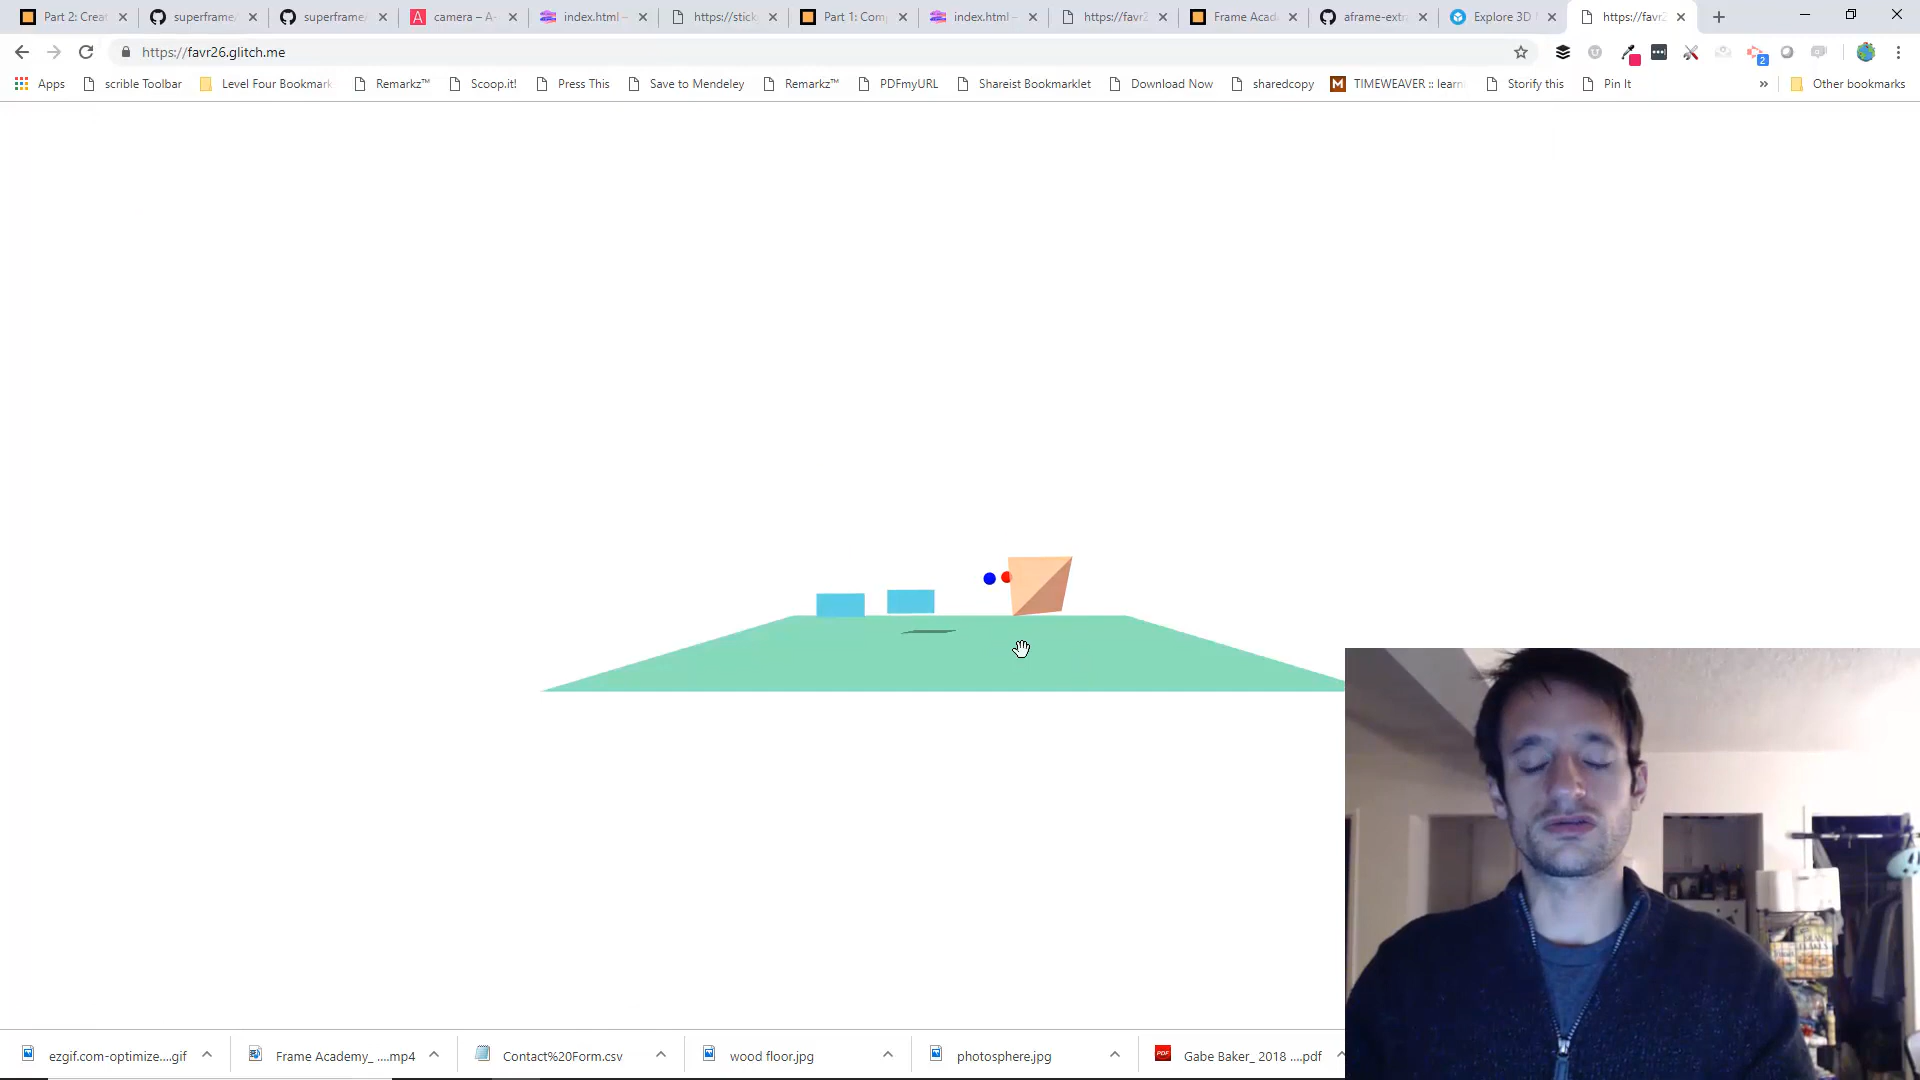 Part 2: Creat
superframe/
superframe/
camera – A-
index.html –
https://stick
Part 1: Com
index.html –
https://favr2
Frame Acad
aframe-extr
Explore 3D
https://favr2
https://favr26.glitch.me
Apps
scrible Toolbar
Level Four Bookmark
Remarkz™
Scoop.it!
Press This
Save to Mendeley
Remarkz™
PDFmyURL
Shareist Bookmarklet
Download Now
sharedcopy
TIMEWEAVER :: learn
Storify this
Pin It
»
Other bookmarks
ezgif.com-optimize....gif
Frame Academy_ ....mp4
Contact%20Form.csv
wood floor.jpg
photosphere.jpg
Gabe Baker_ 2018 ....pdf